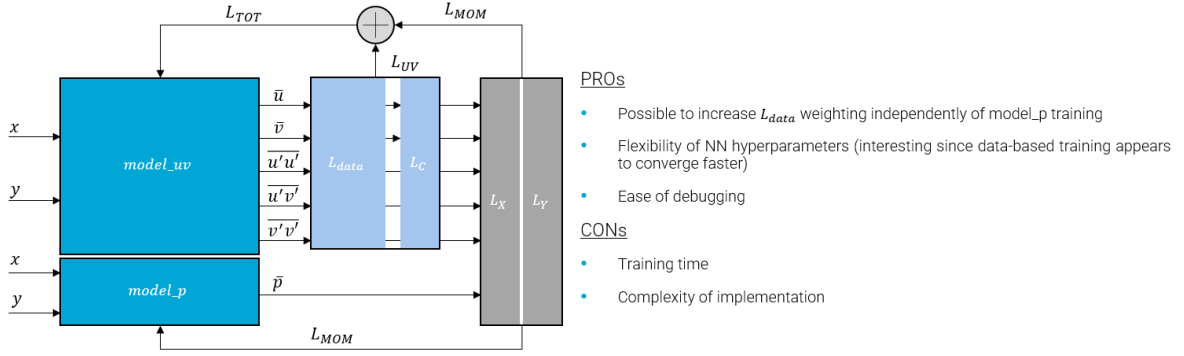 L_TOT
L_MOM
L_UV
x
y
model_uv
ū
v̄
u'u'‾
u'v'‾
v'v'‾
L_data
L_C
L_X
L_Y
x
y
model_p
p̄
L_MOM
PROs
• Possible to increase L_data weighting independently of model_p training
• Flexibility of NN hyperparameters (interesting since data-based training appears
to converge faster)
• Ease of debugging
CONs
• Training time
• Complexity of implementation